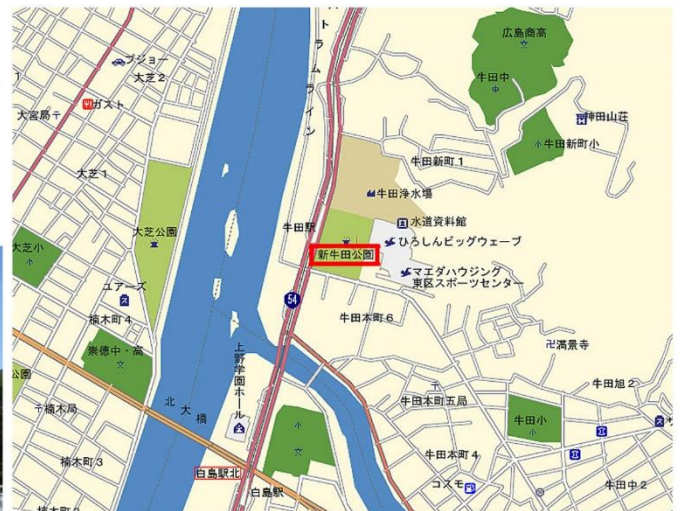 トラムライン
広島商高
プジョー
大芝2
牛田中
ガスト
大宮局
神田山荘
牛田新町小
牛田新町1
大芝1
牛田浄水場
大芝公園
牛田駅
水道資料館
ひろしんビッグウェーブ
大芝小
新牛田公園
マエダハウジング
東区スポーツセンター
ユアーズ
54
楠木町4
牛田本町6
崇徳中・高
満景寺
上野学園ホール
公園
牛田旭2
北大橋
牛田本町五局
楠木局
牛田小
小
牛田本町4
楠木町3
白島駅北
白島駅
コスモ
牛田中2